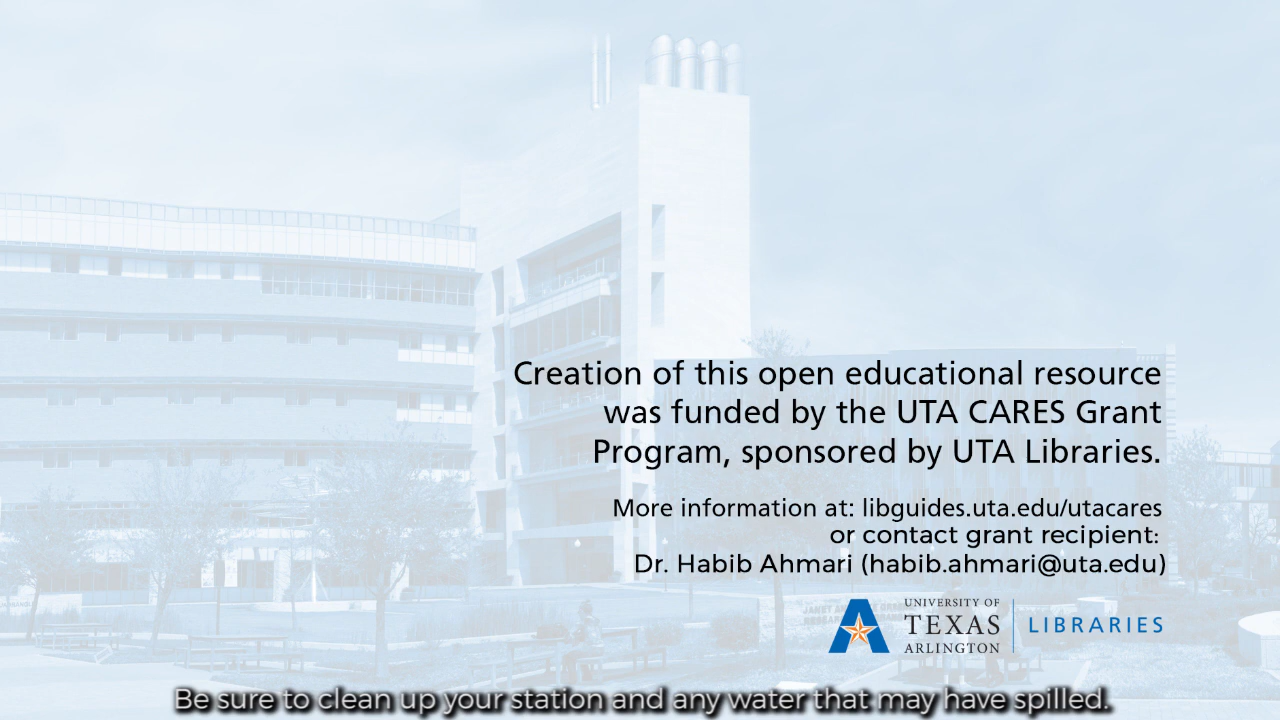 Creation of this open educational resource
was funded by the UTA CARES Grant
Program, sponsored by UTA Libraries.
More information at: libguides.uta.edu/utacares
or contact grant recipient:
Dr. Habib Ahmari (habib.ahmari@uta.edu)
UNIVERSITY OF
TEXAS
ARLINGTON
LIBRARIES
Be sure to clean up your station and any water that may have spilled.